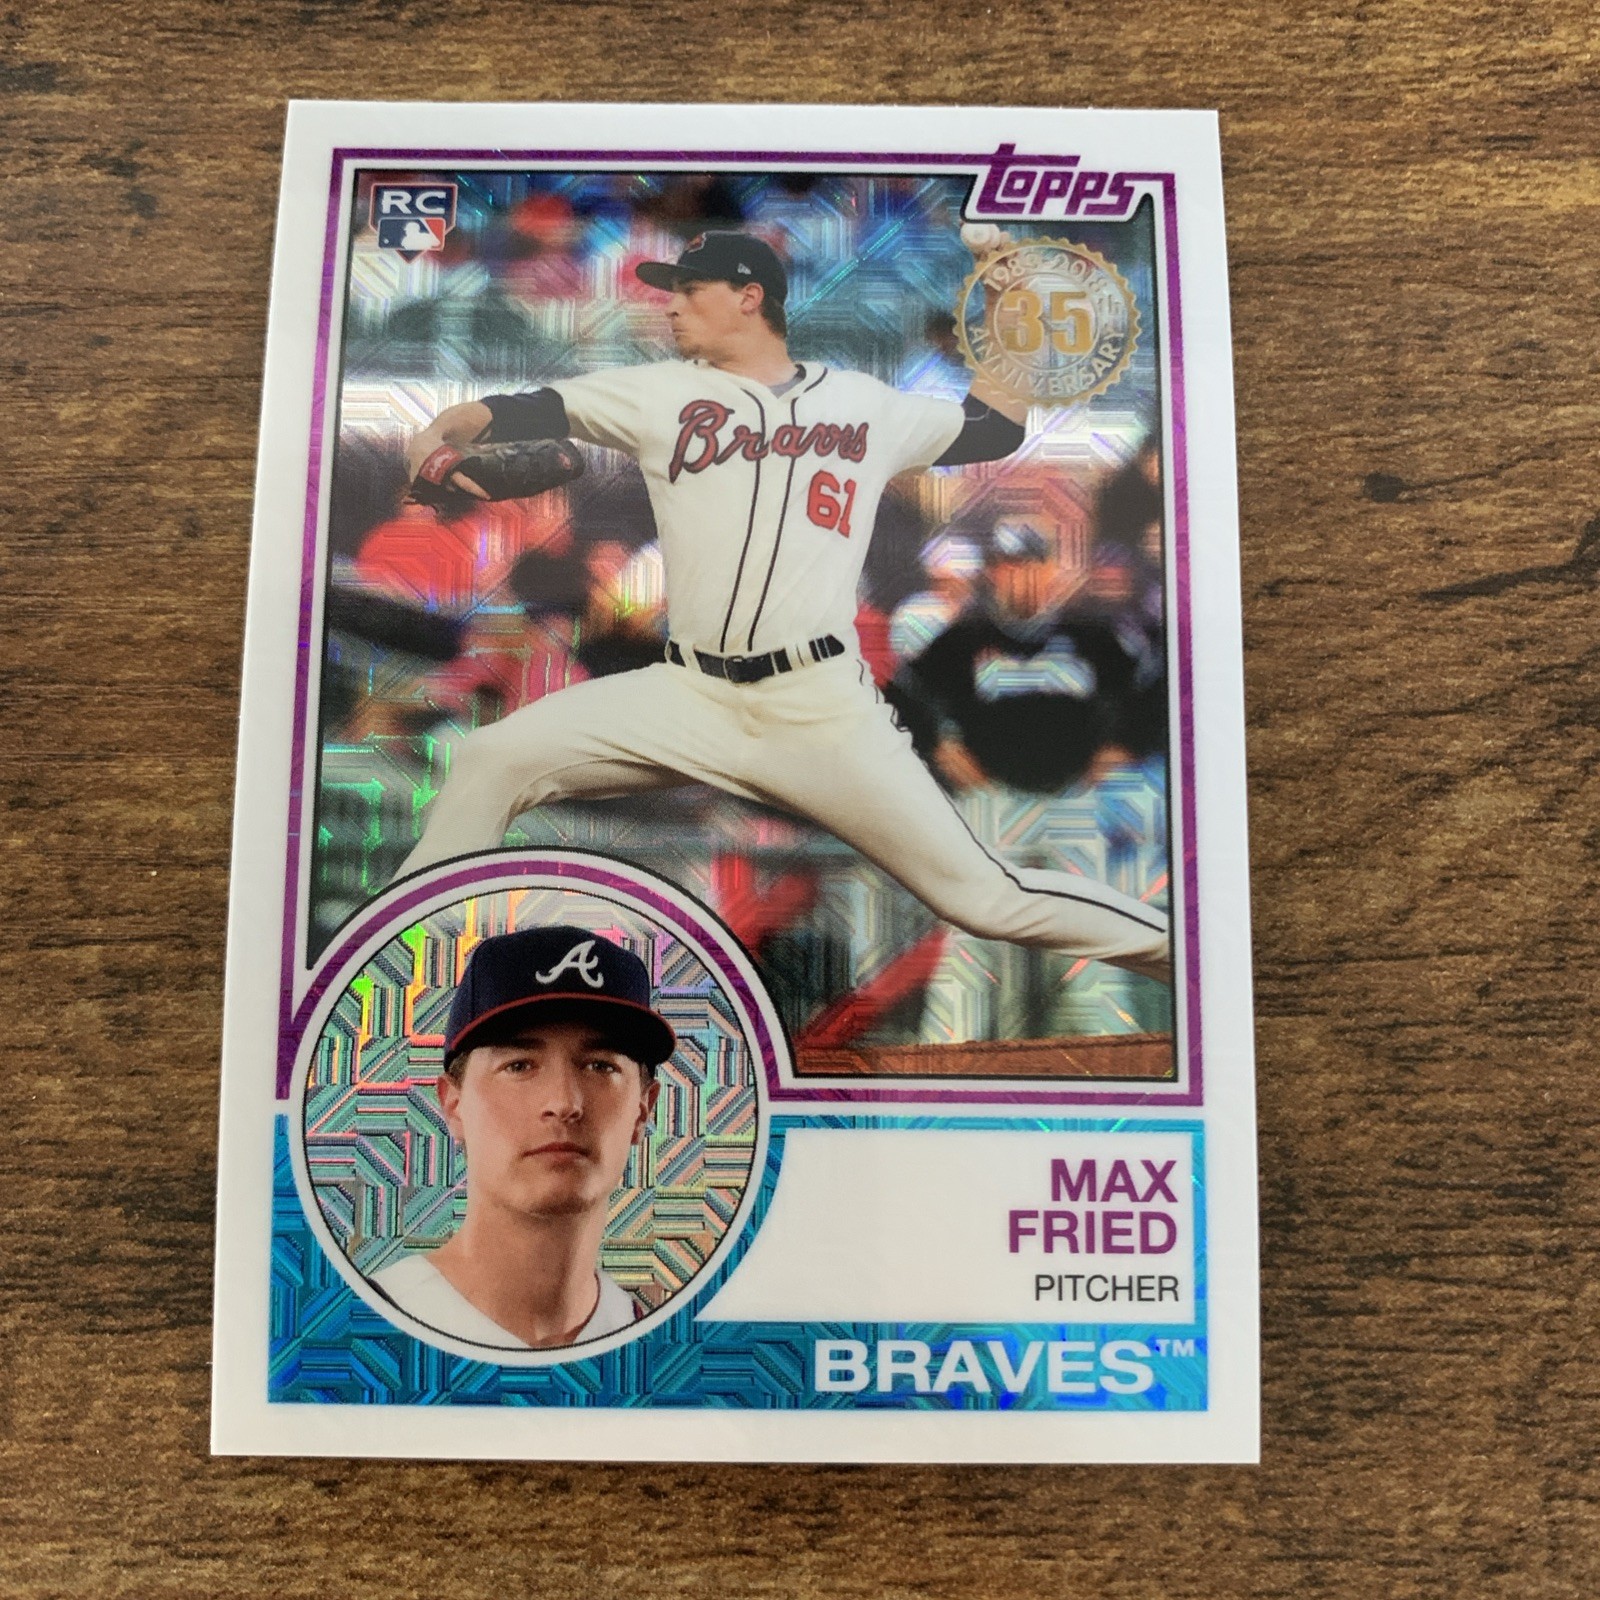 RC
Topps
1983-2018
35
ANNIVERSARY
Braves
61
A
MAX
FRIED
PITCHER
BRAVES™